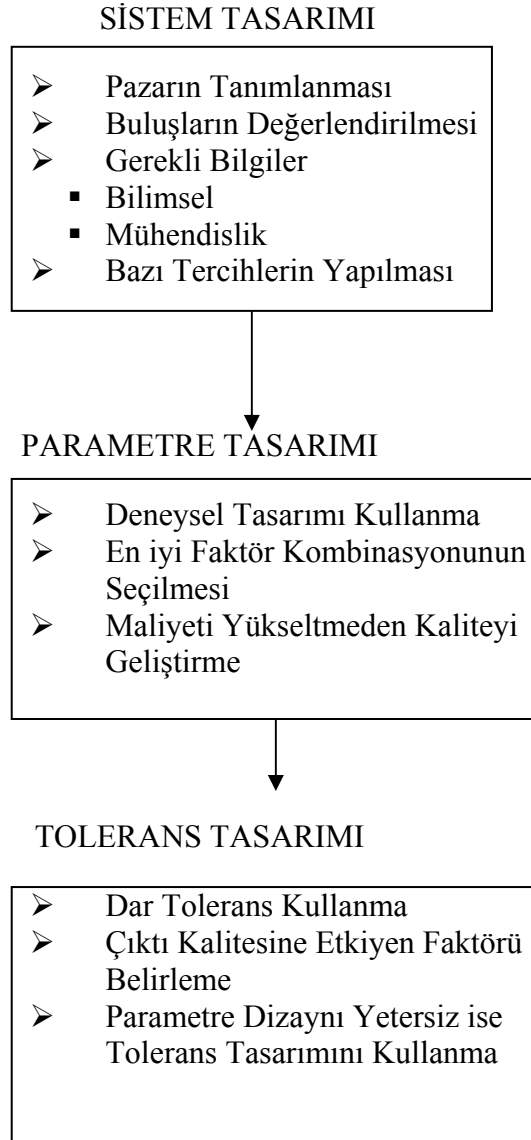 SİSTEM TASARIMI
➢ Pazarın Tanımlanması
➢ Buluşların Değerlendirilmesi
➢ Gerekli Bilgiler
▪ Bilimsel
▪ Mühendislik
➢ Bazı Tercihlerin Yapılması
PARAMETRE TASARIMI
➢ Deneysel Tasarımı Kullanma
➢ En iyi Faktör Kombinasyonunun
Seçilmesi
➢ Maliyeti Yükseltmeden Kaliteyi
Geliştirme
TOLERANS TASARIMI
➢ Dar Tolerans Kullanma
➢ Çıktı Kalitesine Etkiyen Faktörü
Belirleme
➢ Parametre Dizaynı Yetersiz ise
Tolerans Tasarımını Kullanma